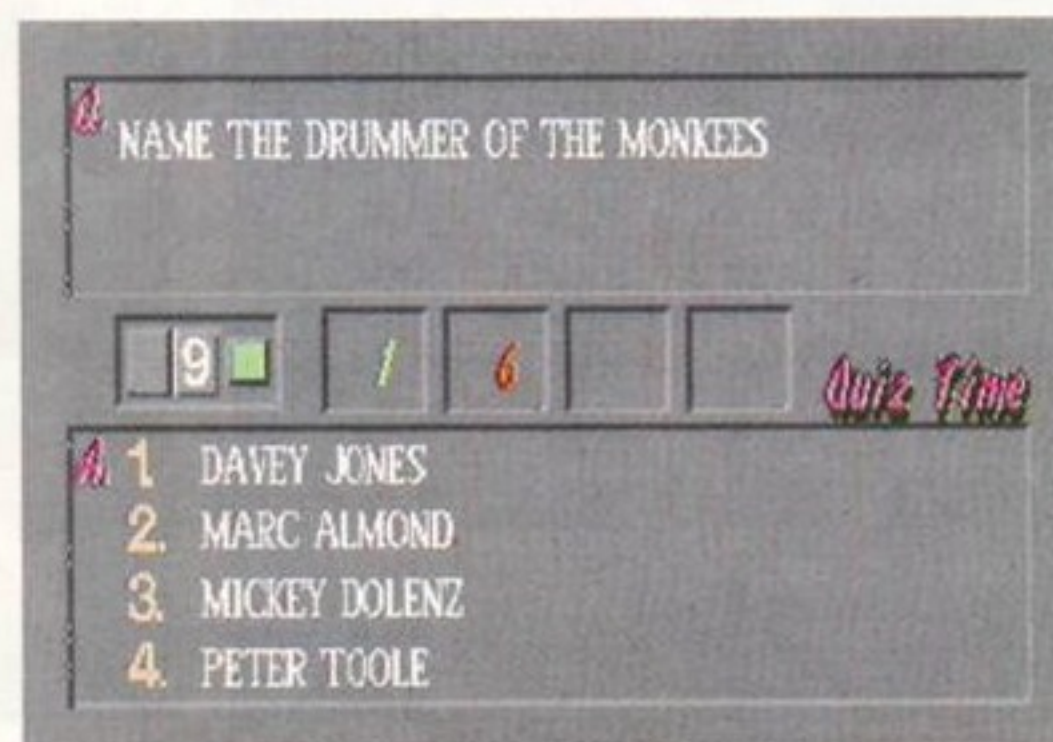 Q
NAME THE DRUMMER OF THE MONKEES
9 1 6
Quiz Time
A
1. DAVEY JONES
2. MARC ALMOND
3. MICKEY DOLENZ
4. PETER TOOLE